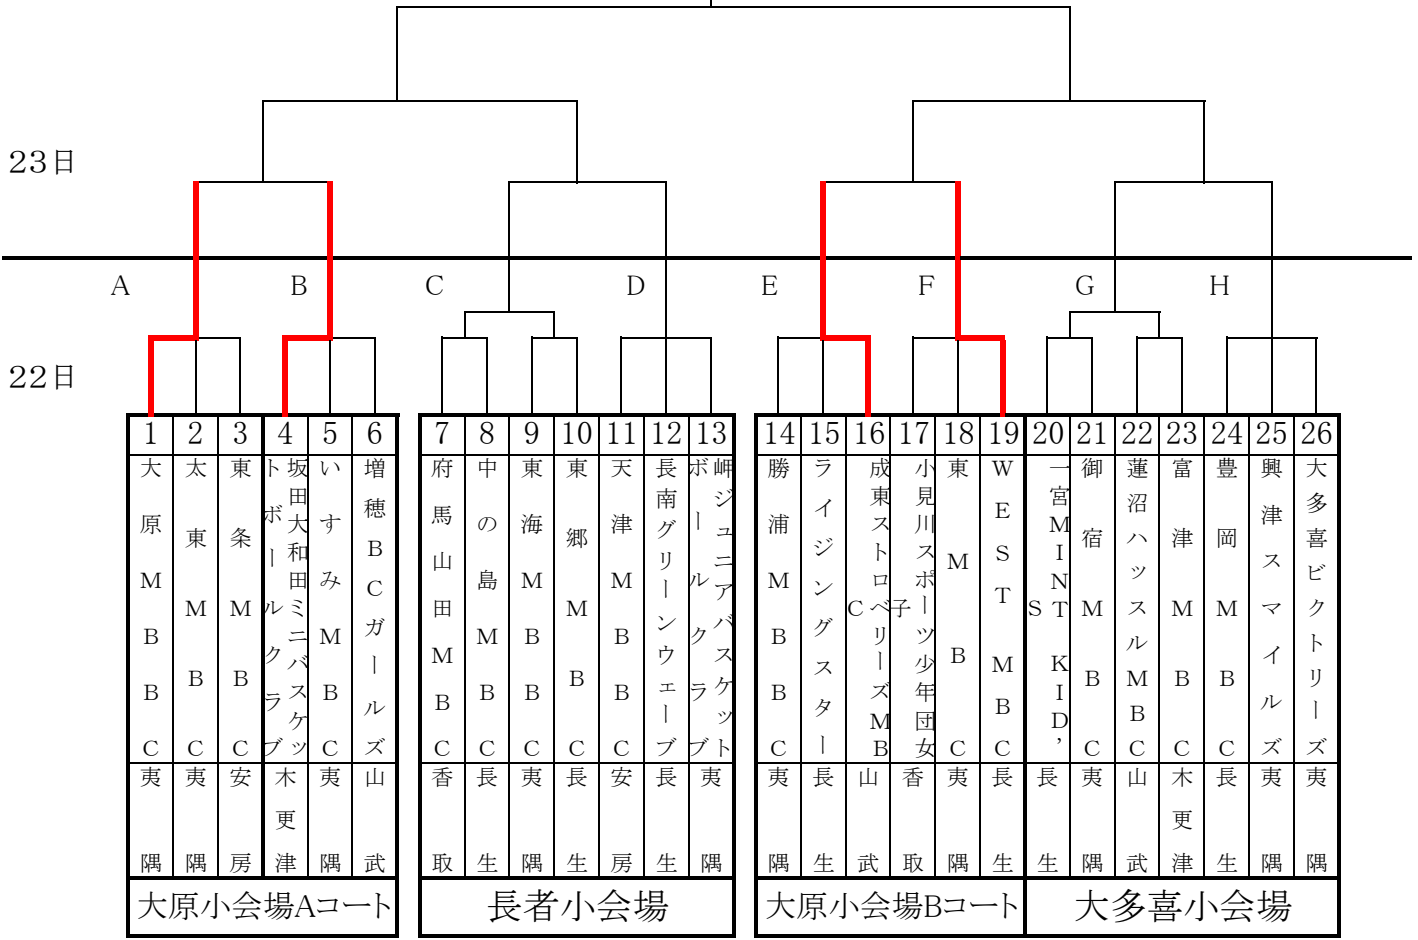 23日
A B C D E F G H
22日
1 2 3 4 5 6 7 8 9 10 11 12 13 14 15 16 17 18 19 20 21 22 23 24 25 26
大原MBBC
太東MBC
東条MBC
坂田大和田ミニバスケットボールクラブ
いすみMBC
増穂BCガールズ
府馬山田MBC
中の島MBC
東海MBBC
東郷MBC
天津MBBC
長南グリーンウェーブ
岬ジュニアバスケットボールクラブ
勝浦MBBC
ライジングスター
成東ストロベリーズMBC
小見川スポーツ少年団女子
東MBC
WEST MBC
一宮MINT KID'S
御宿MBC
蓮沼ハッスルMBC
富津MBC
豊岡MBC
興津スマイルズ
大多喜ビクトリーズ
夷隅 夷隅 安房 木更津 夷隅 山武 香取 長生 夷隅 長生 安房 長生 夷隅 夷隅 長生 山武 香取 夷隅 長生 長生 夷隅 山武 木更津 長生 夷隅 夷隅
大原小会場Aコート 長者小会場 大原小会場Bコート 大多喜小会場